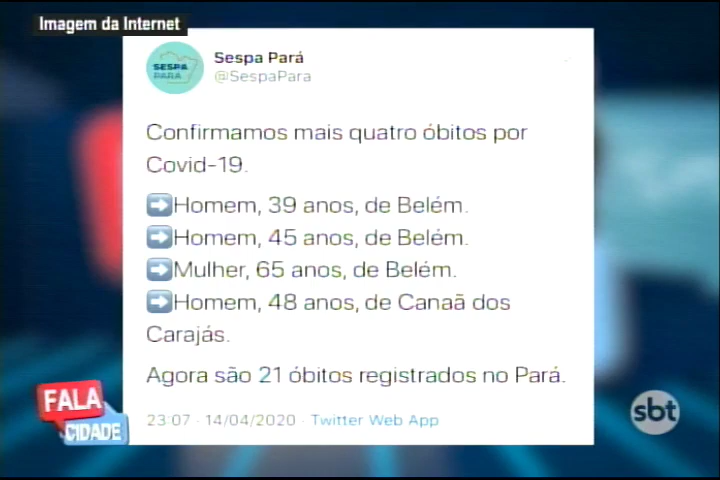 Imagem da Internet
SESPA
PARÁ
Sespa Pará
@SespaPara
Confirmamos mais quatro óbitos por
Covid-19.
➡Homem, 39 anos, de Belém.
➡Homem, 45 anos, de Belém.
➡Mulher, 65 anos, de Belém.
➡Homem, 48 anos, de Canaã dos
Carajás.
Agora são 21 óbitos registrados no Pará.
23:07 · 14/04/2020 · Twitter Web App
FALA
CIDADE
sbt